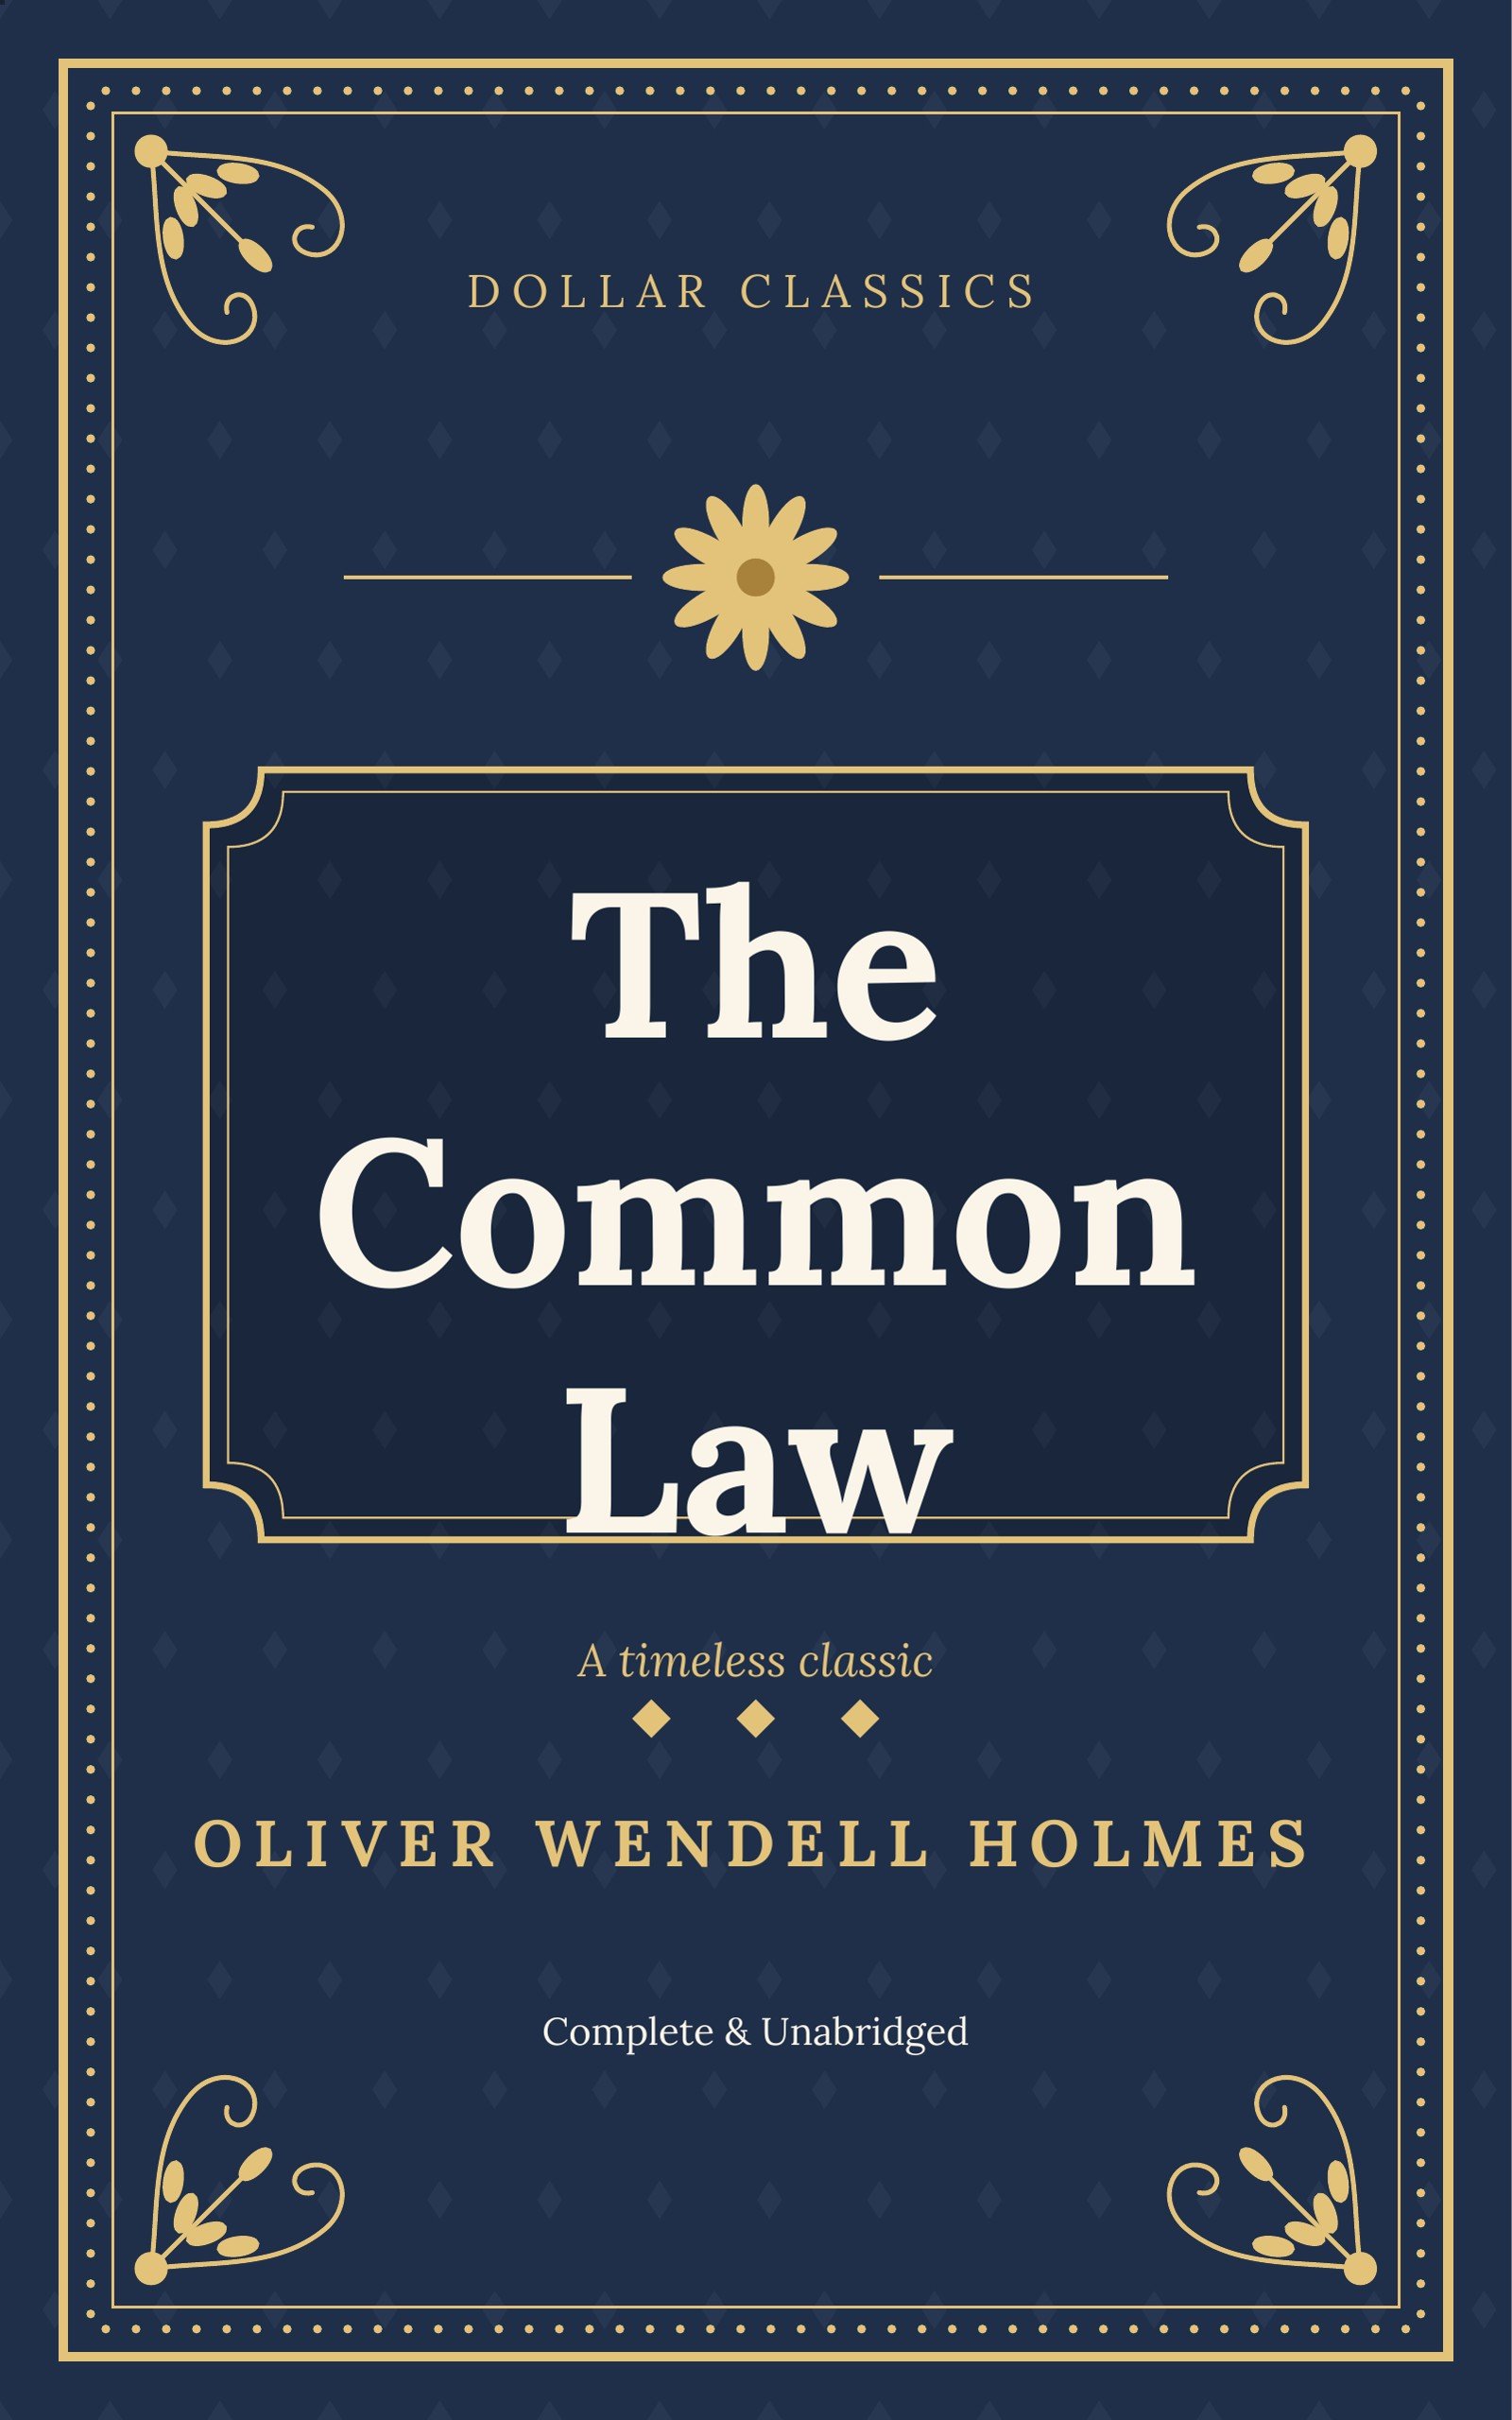 DOLLAR CLASSICS
The
Common
Law
A timeless classic
OLIVER WENDELL HOLMES
Complete & Unabridged